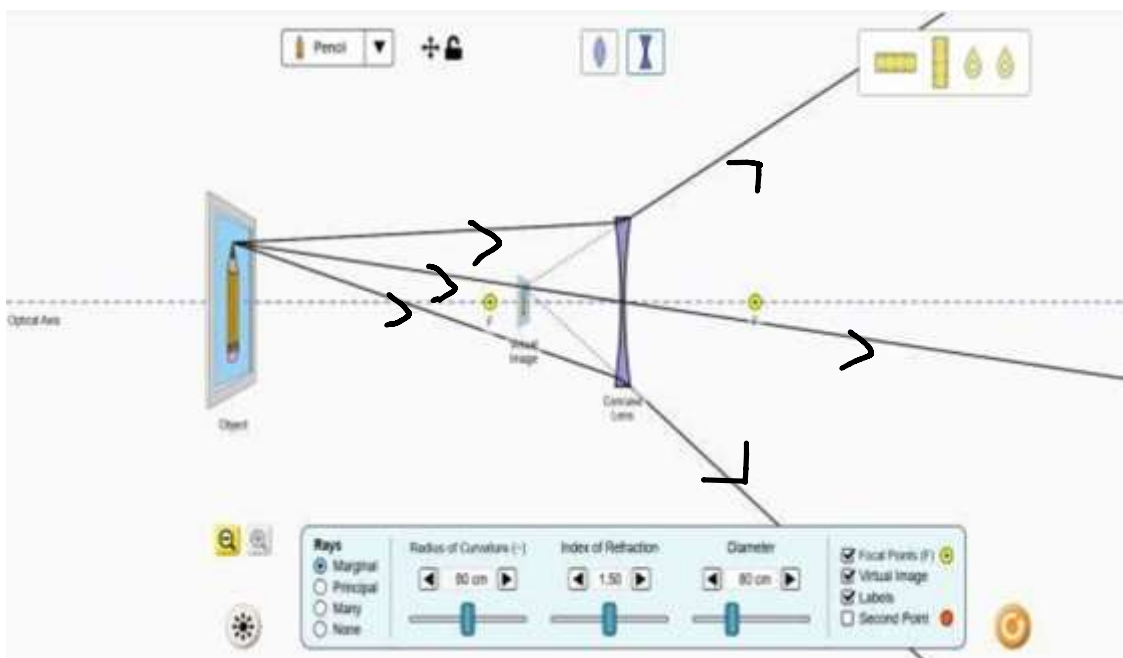 Pencil
Optical Axis
F
F
Virtual
Image
Object
Concave
Lens
Rays
Marginal
Principal
Many
None
Radius of Curvature (−)
80 cm
Index of Refraction
1.50
Diameter
80 cm
Focal Points (F)
Virtual Image
Labels
Second Point